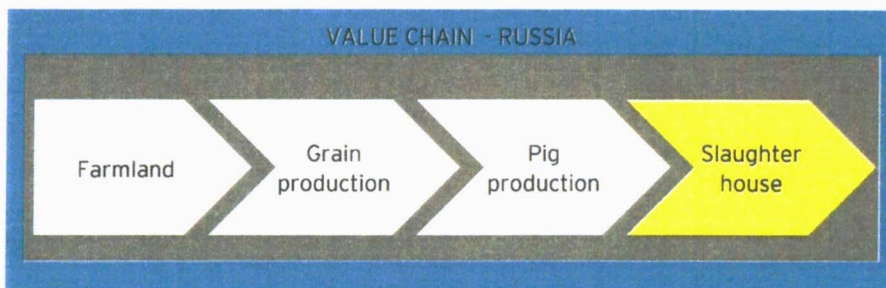 VALUE CHAIN - RUSSIA
Farmland
Grain
production
Pig
production
Slaughter
house